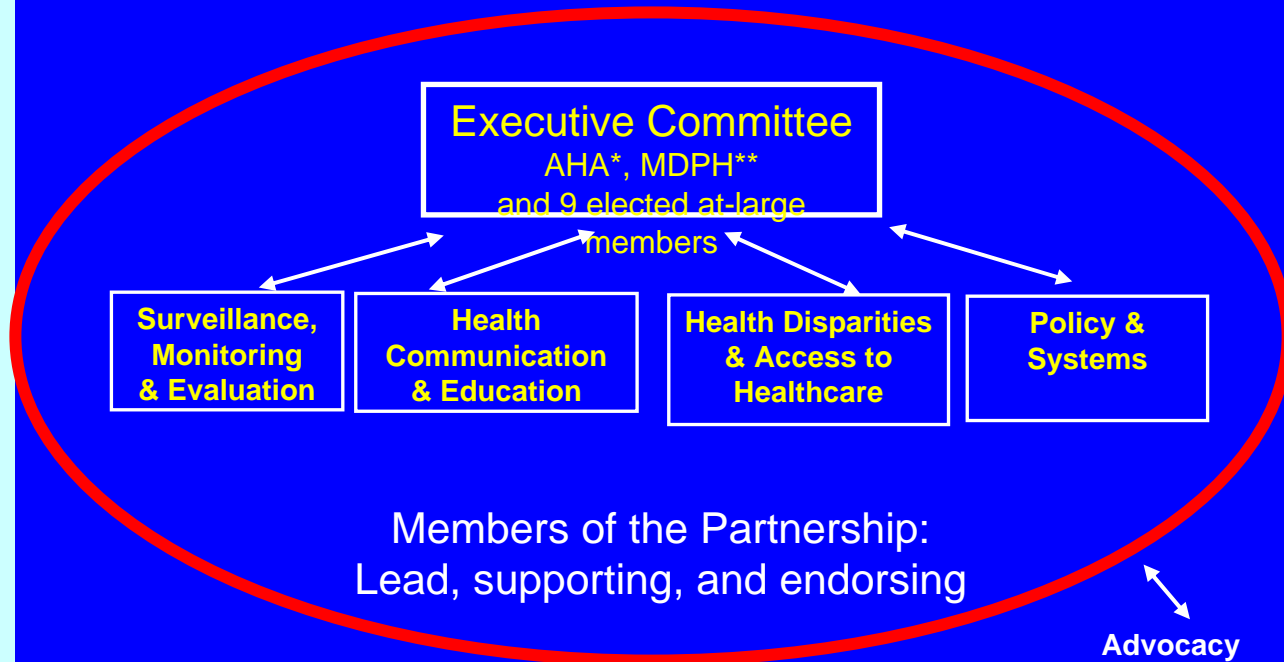 Executive Committee
AHA*, MDPH**
and 9 elected at-large
members
Surveillance,
Monitoring
& Evaluation
Health
Communication
& Education
Health Disparities
& Access to
Healthcare
Policy &
Systems
Members of the Partnership:
Lead, supporting, and endorsing
Advocacy